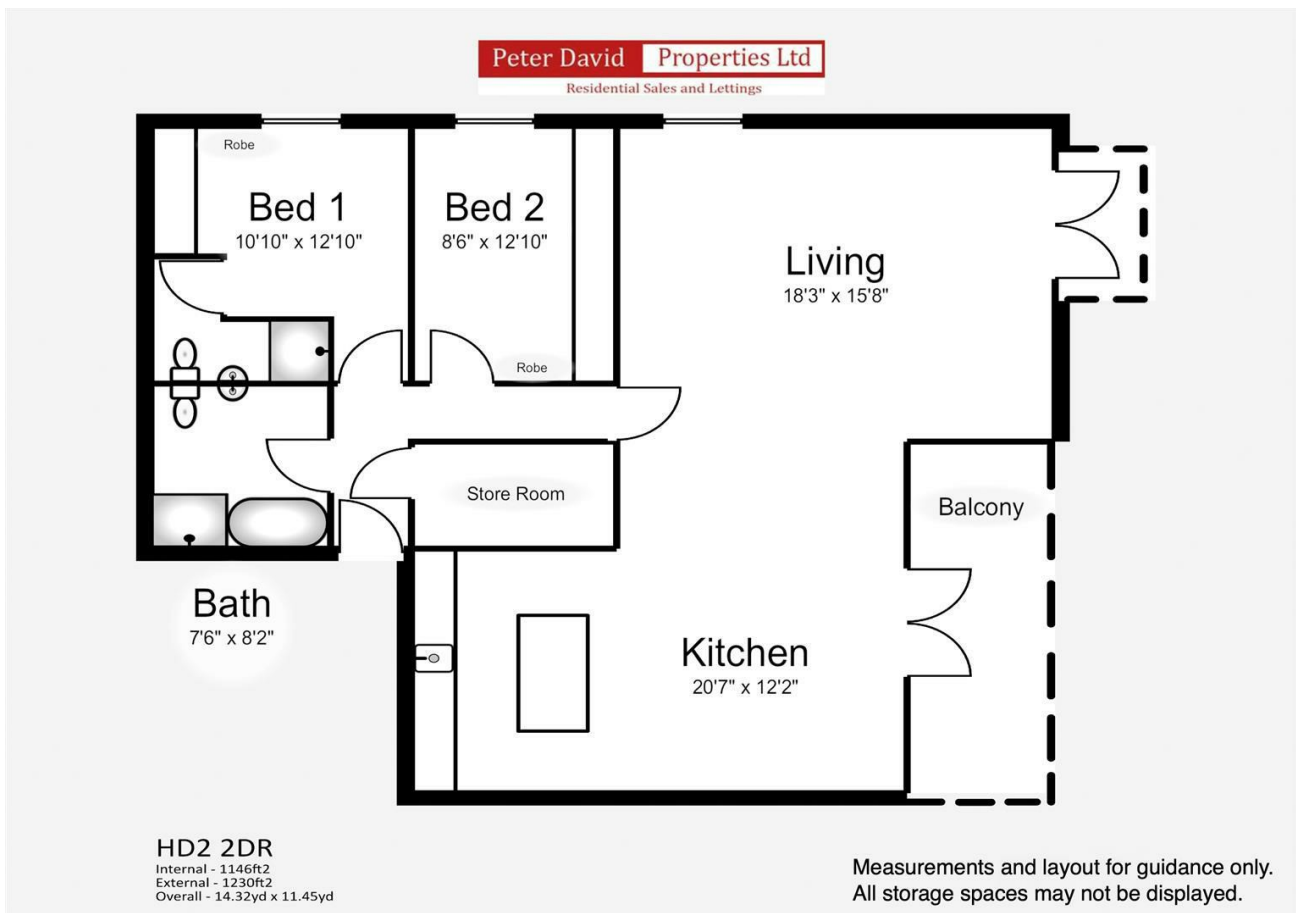 Peter David Properties Ltd
Residential Sales and Lettings
Robe
Bed 1
10'10" x 12'10"
Bed 2
8'6" x 12'10"
Living
18'3" x 15'8"
Robe
Store Room
Balcony
Bath
7'6" x 8'2"
Kitchen
20'7" x 12'2"
HD2 2DR
Internal - 1146ft2
External - 1230ft2
Overall - 14.32yd x 11.45yd
Measurements and layout for guidance only.
All storage spaces may not be displayed.